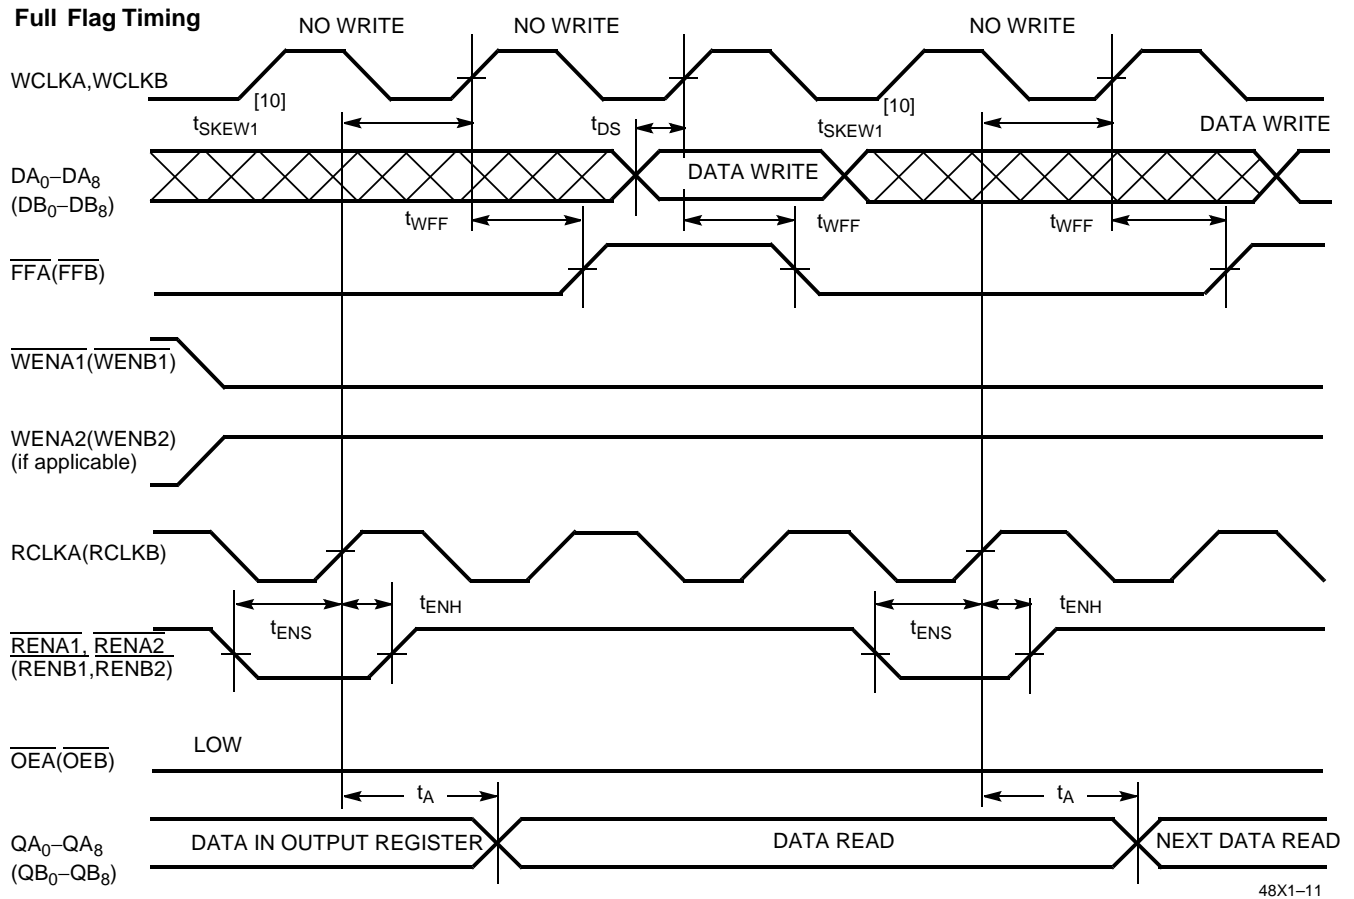 Full Flag Timing
NO WRITE NO WRITE NO WRITE
WCLKA,WCLKB
[10] [10]
tSKEW1 tDS tSKEW1 DATA WRITE
DA0–DA8 DATA WRITE
(DB0–DB8)
tWFF tWFF tWFF
FFA(FFB)
WENA1(WENB1)
WENA2(WENB2)
(if applicable)
RCLKA(RCLKB)
tENH tENH
tENS tENS
RENA1, RENA2
(RENB1,RENB2)
LOW
OEA(OEB)
tA tA
QA0–QA8 DATA IN OUTPUT REGISTER DATA READ NEXT DATA READ
(QB0–QB8)
48X1–11